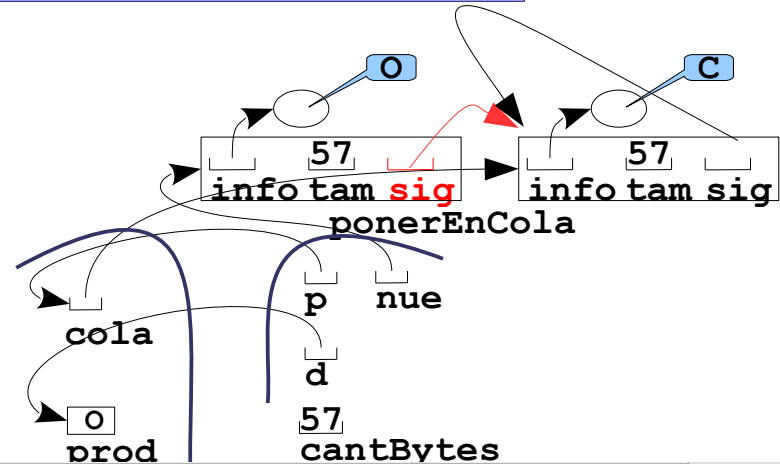 O C
57 57
info tam sig info tam sig
ponerEnCola
p nue
cola
d
O 57
prod cantBytes